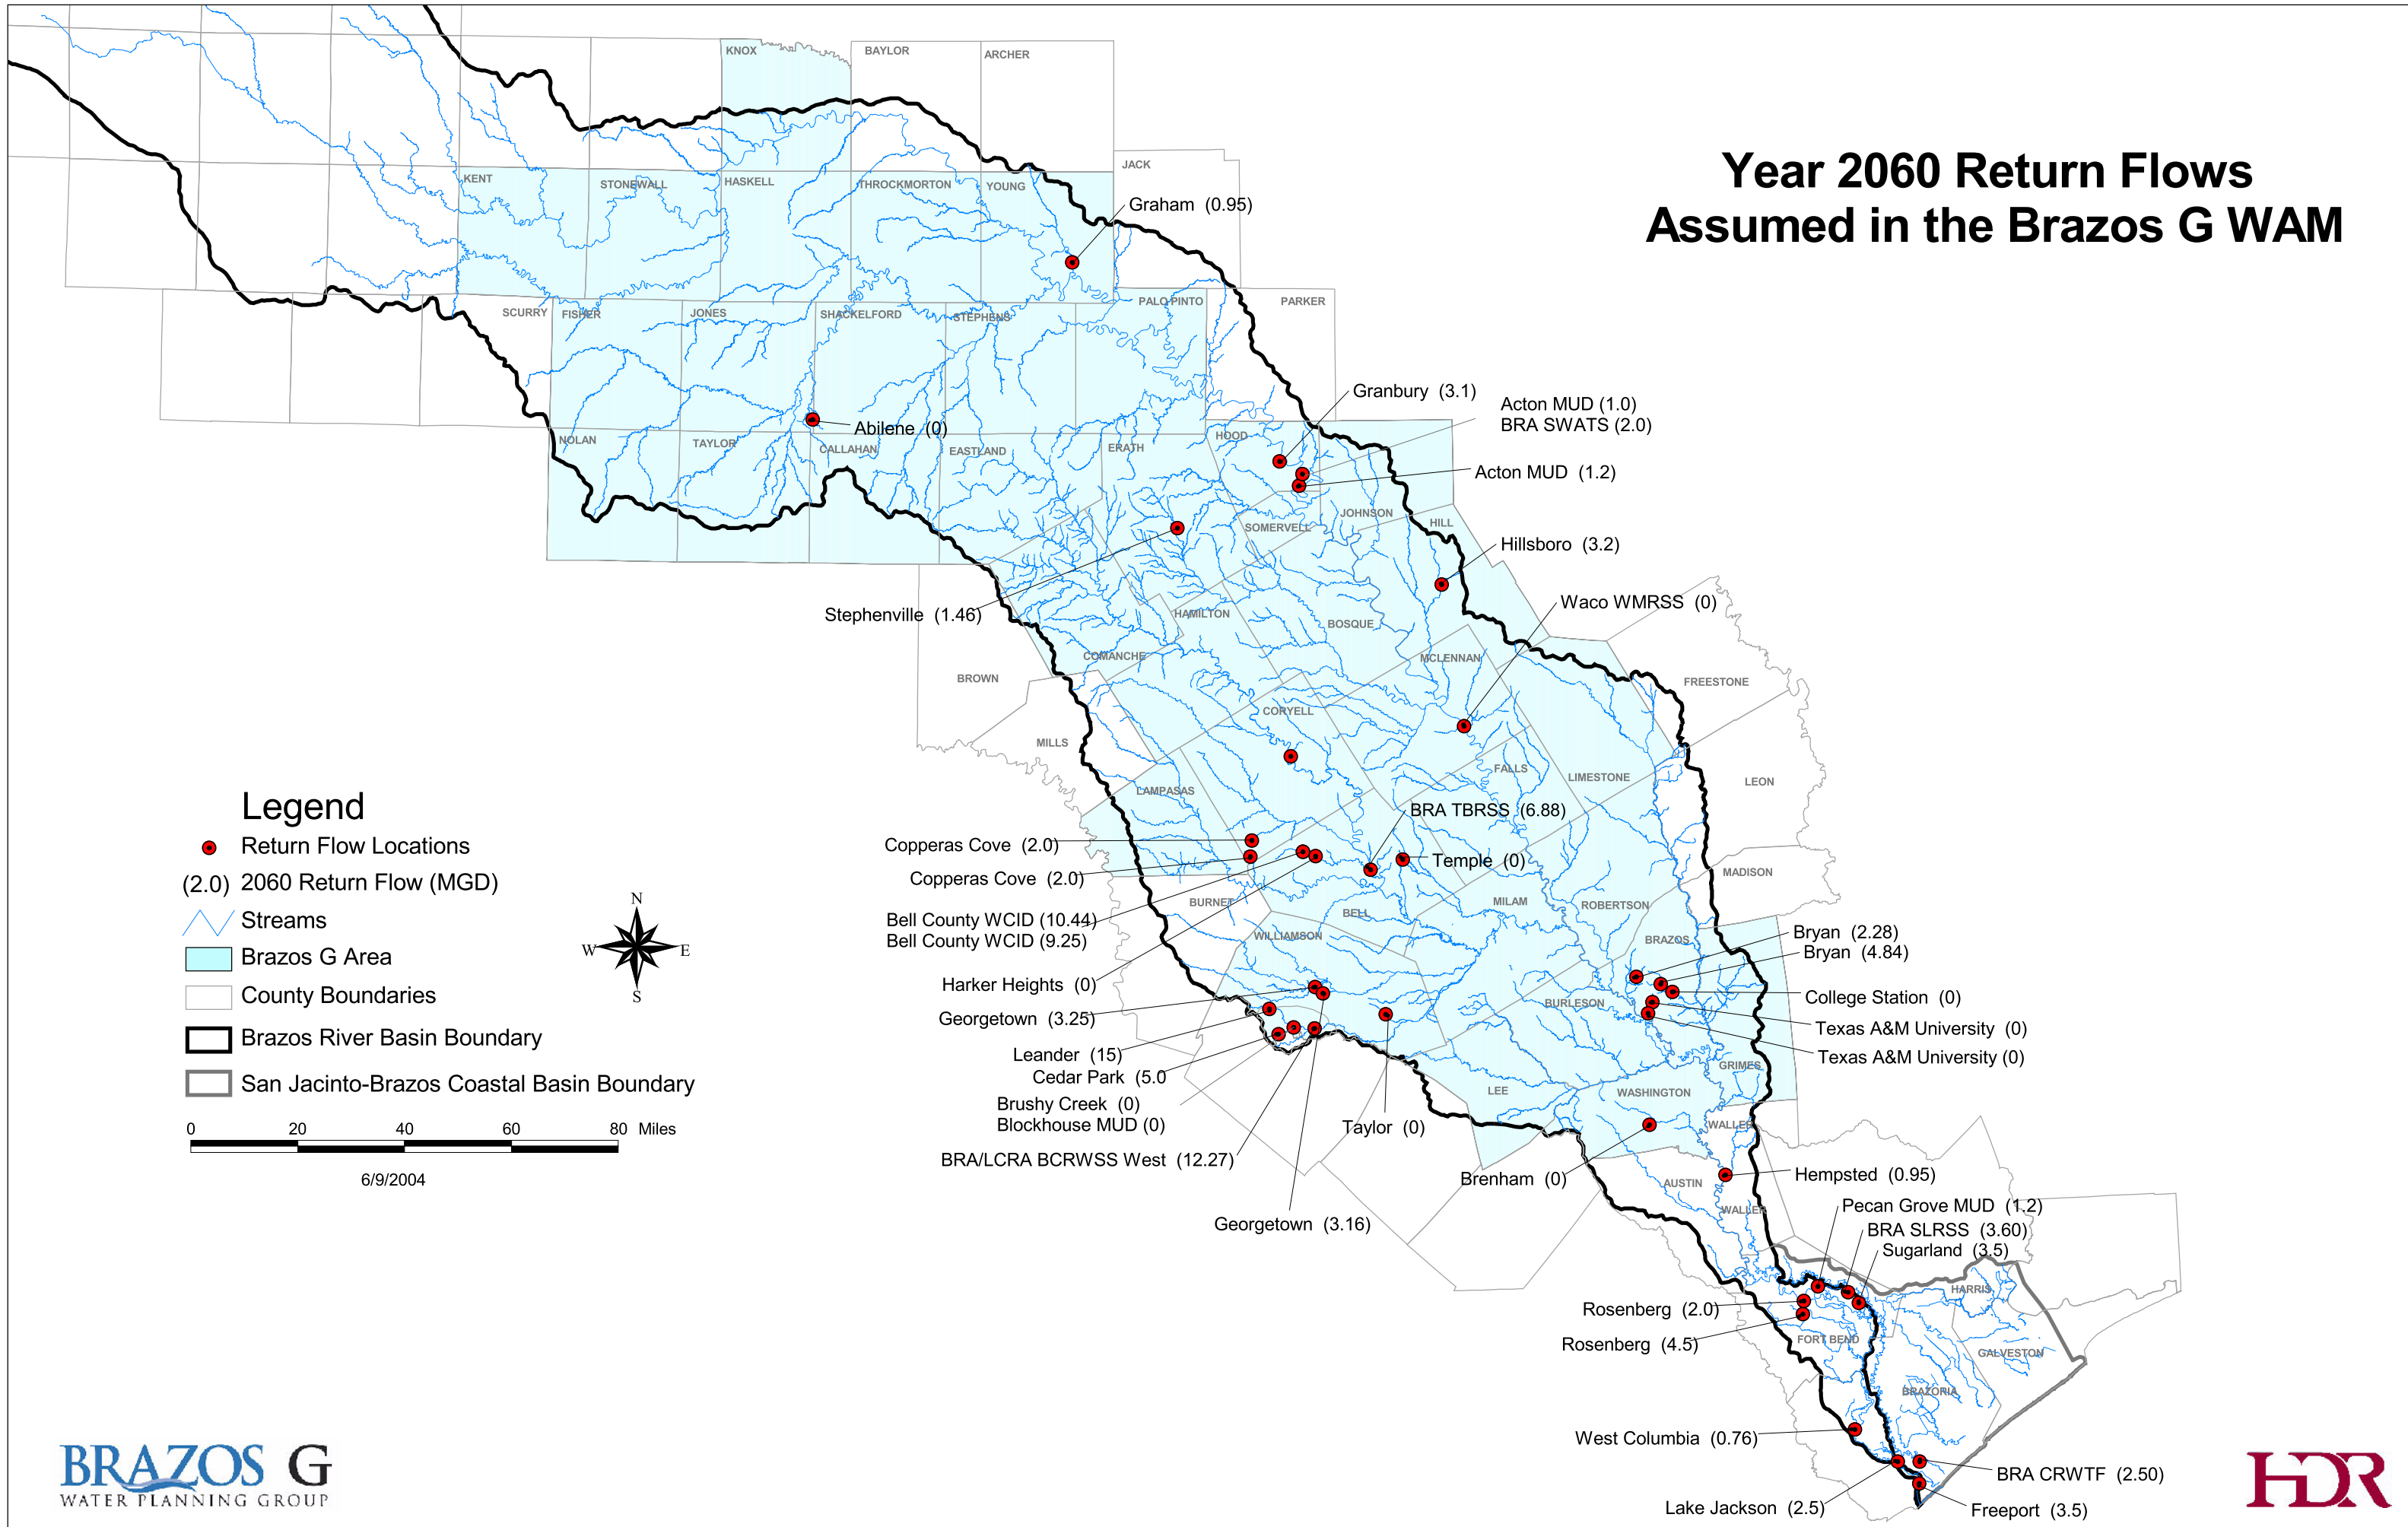 Year 2060 Return Flows
Assumed in the Brazos G WAM
KNOX
BAYLOR
ARCHER
JACK
KENT
STONEWALL
HASKELL
THROCKMORTON
YOUNG
Graham (0.95)
SCURRY
FISHER
JONES
SHACKELFORD
STEPHENS
PALO PINTO
PARKER
Granbury (3.1)
Acton MUD (1.0)
BRA SWATS (2.0)
Abilene (0)
NOLAN
TAYLOR
CALLAHAN
EASTLAND
ERATH
HOOD
Acton MUD (1.2)
JOHNSON
SOMERVELL
HILL
Hillsboro (3.2)
Waco WMRSS (0)
Stephenville (1.46)
HAMILTON
BOSQUE
COMANCHE
MCLENNAN
BROWN
FREESTONE
CORYELL
MILLS
FALLS
LIMESTONE
LEON
LAMPASAS
BRA TBRSS (6.88)
Copperas Cove (2.0)
Temple (0)
Copperas Cove (2.0)
MADISON
BURNET
BELL
MILAM
ROBERTSON
Bell County WCID (10.44)
Bell County WCID (9.25)
WILLIAMSON
BRAZOS
Bryan (2.28)
Bryan (4.84)
Harker Heights (0)
BURLESON
College Station (0)
Georgetown (3.25)
Texas A&M University (0)
Leander (15)
Texas A&M University (0)
Cedar Park (5.0
GRIMES
LEE
WASHINGTON
Brushy Creek (0)
Blockhouse MUD (0)
Taylor (0)
WALLER
BRA/LCRA BCRWSS West (12.27)
Brenham (0)
AUSTIN
Hempsted (0.95)
Georgetown (3.16)
WALLER
Pecan Grove MUD (1.2)
BRA SLRSS (3.60)
Sugarland (3.5)
HARRIS
Rosenberg (2.0)
Rosenberg (4.5)
FORT BEND
GALVESTON
BRAZORIA
West Columbia (0.76)
BRA CRWTF (2.50)
Lake Jackson (2.5)
Freeport (3.5)
Legend
Return Flow Locations
(2.0) 2060 Return Flow (MGD)
Streams
Brazos G Area
County Boundaries
Brazos River Basin Boundary
San Jacinto-Brazos Coastal Basin Boundary
N
W E
S
0 20 40 60 80 Miles
6/9/2004
BRAZOS G
WATER PLANNING GROUP
HDR